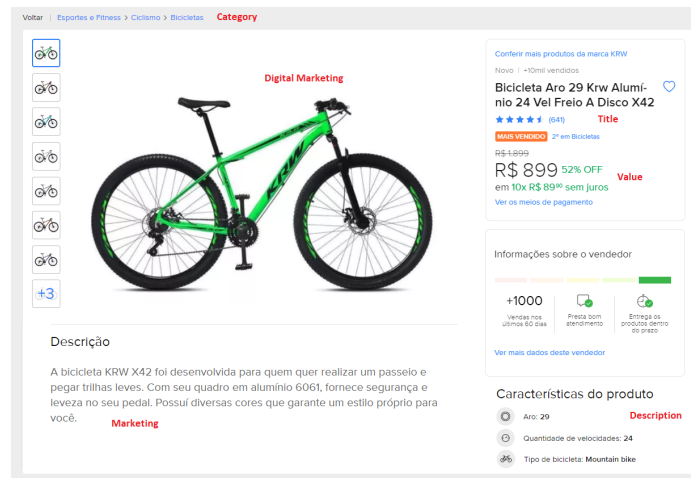 Voltar | Esportes e Fitness > Ciclismo > Bicicletas Category
Digital Marketing
KRW
+3
Conferir mais produtos da marca KRW
Novo | +10mil vendidos
Bicicleta Aro 29 Krw Alumí-
nio 24 Vel Freio A Disco X42
(641) Title
MAIS VENDIDO 2º em Bicicletas
R$ 1.899
R$ 899 52% OFF
Value
em 10x R$ 89⁹⁰ sem juros
Ver os meios de pagamento
Informações sobre o vendedor
+1000
Vendas nos
últimos 60 dias
Presta bom
atendimento
Entrega os
produtos dentro
do prazo
Ver mais dados deste vendedor
Descrição
A bicicleta KRW X42 foi desenvolvida para quem quer realizar um passeio e
pegar trilhas leves. Com seu quadro em alumínio 6061, fornece segurança e
leveza no seu pedal. Possuí diversas cores que garante um estilo próprio para
você.
Marketing
Características do produto
Aro: 29 Description
Quantidade de velocidades: 24
Tipo de bicicleta: Mountain bike